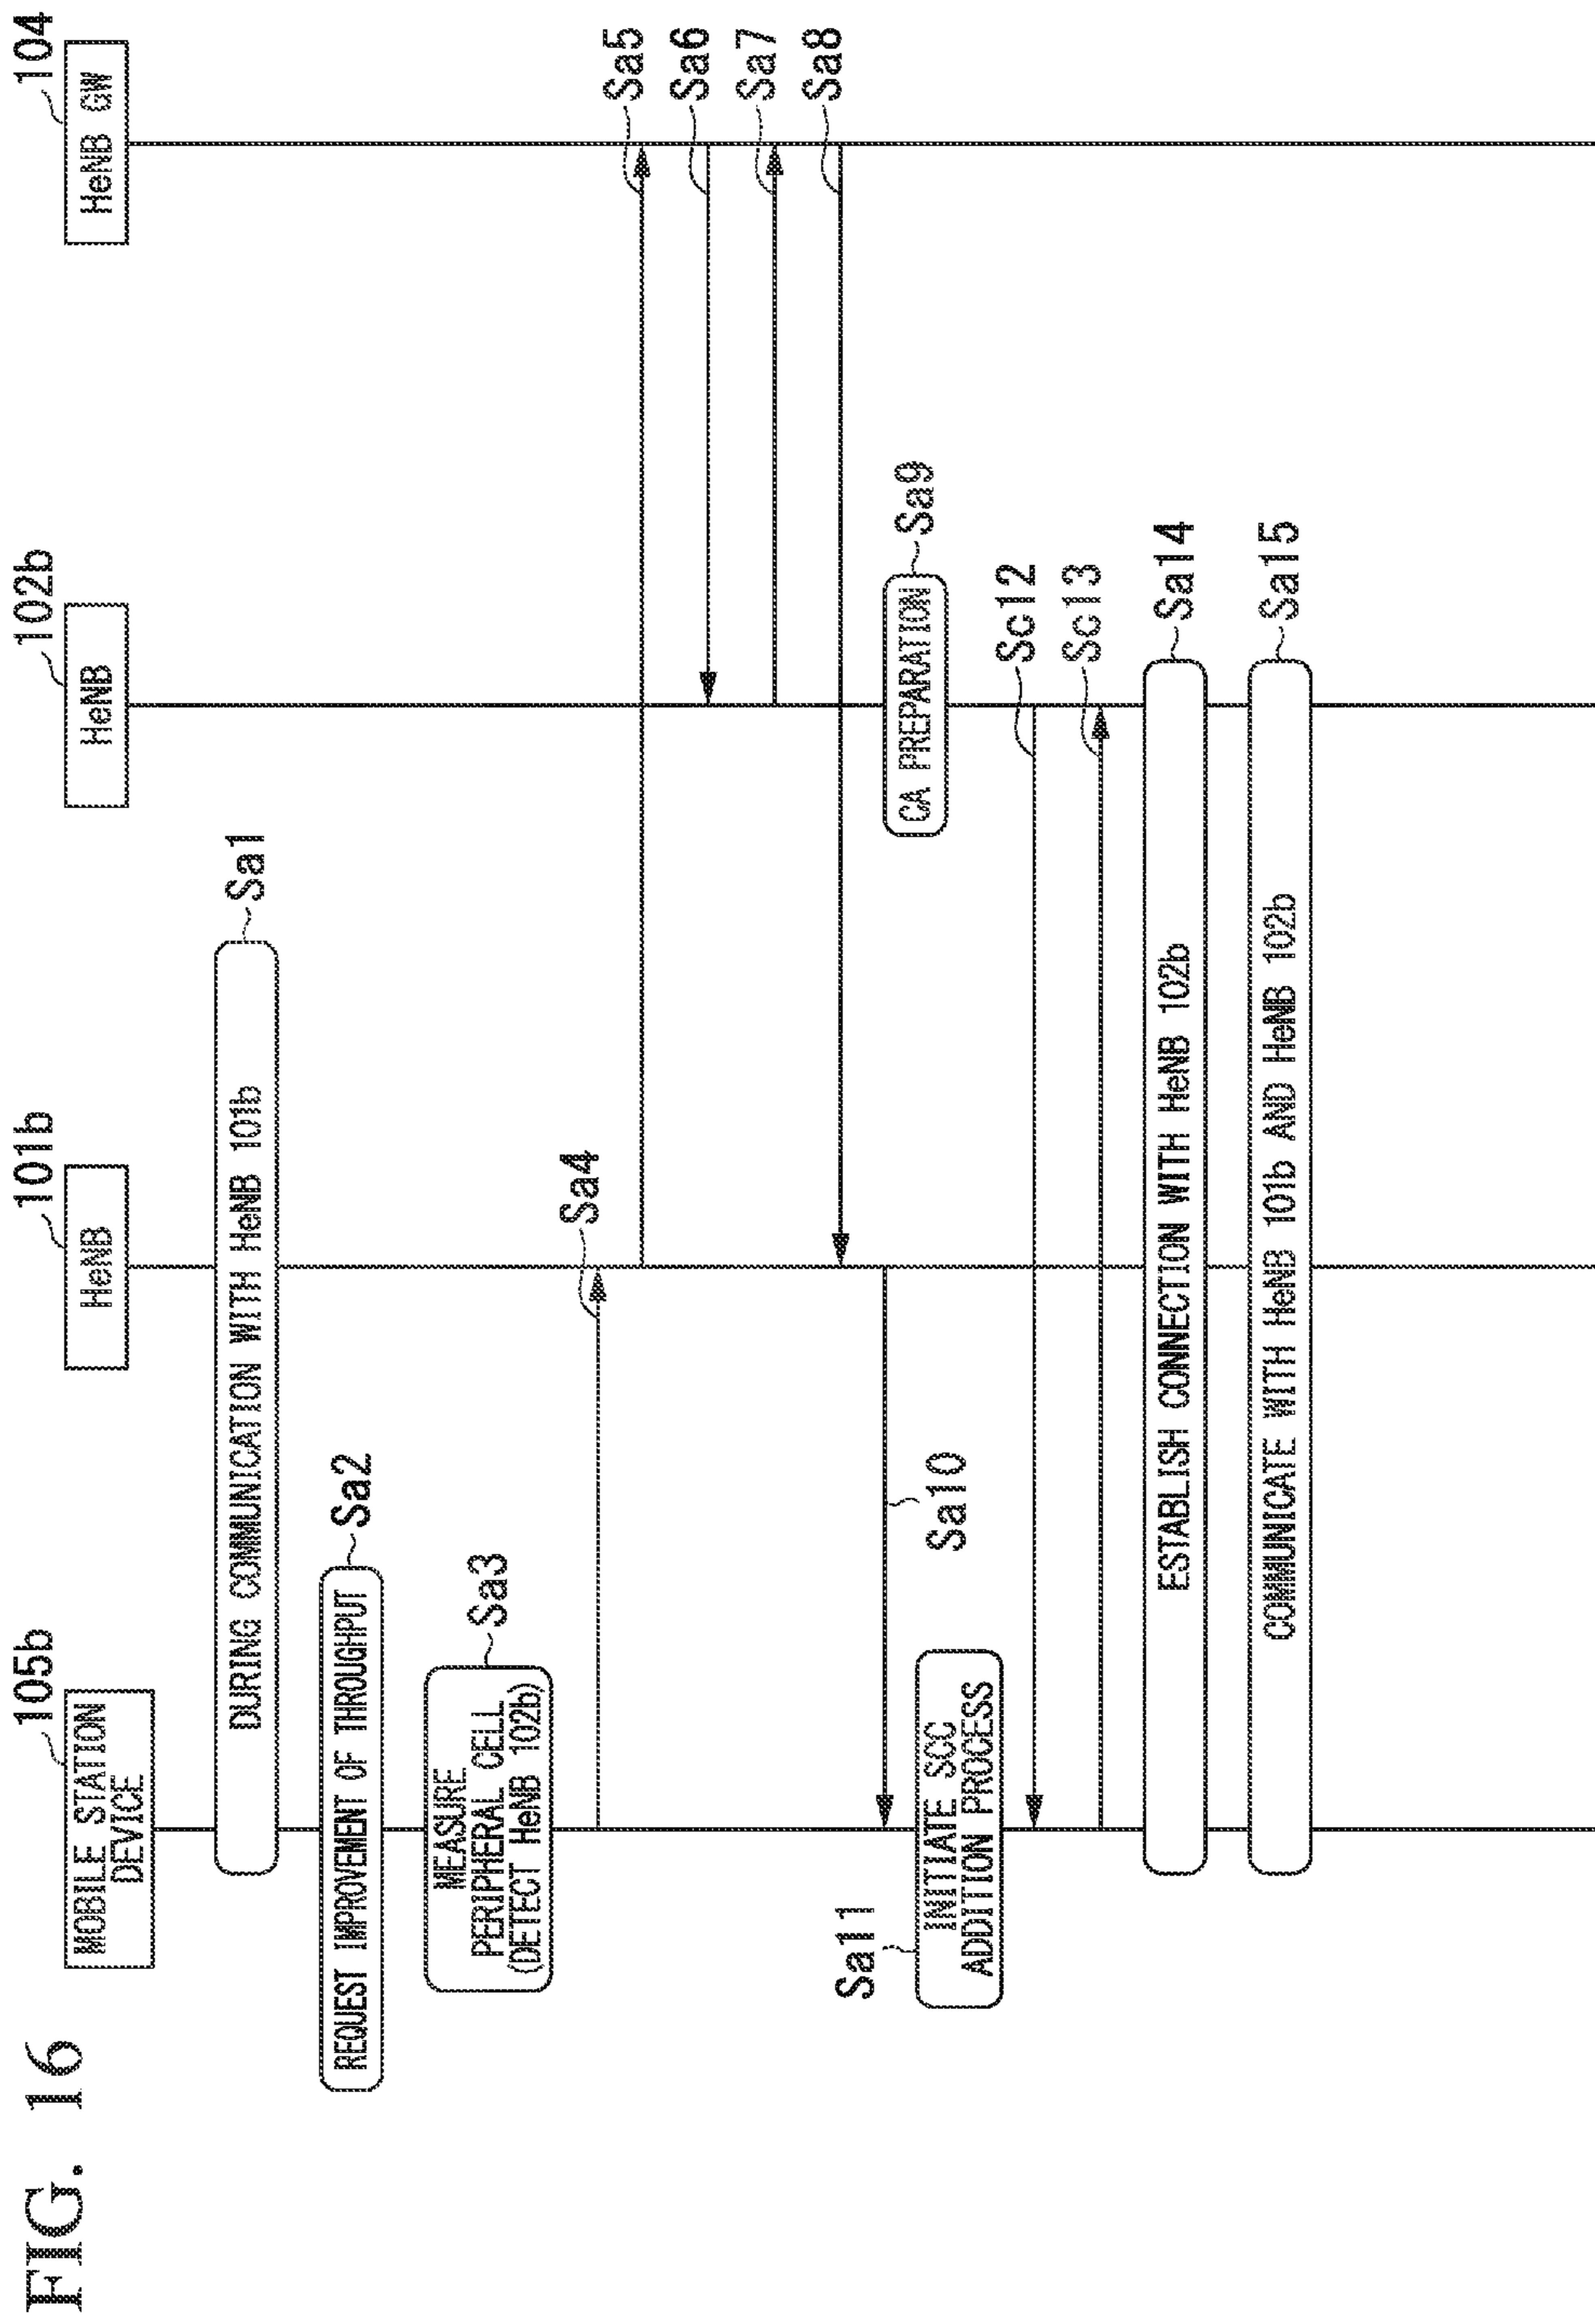 FIG. 16
105b
101b
102b
104
MOBILE STATION
DEVICE
HeNB
HeNB
HeNB GW
DURING COMMUNICATION WITH HeNB 101b
Sa1
REQUEST IMPROVEMENT OF THROUGHPUT
Sa2
MEASURE
PERIPHERAL CELL
(DETECT HeNB 102b)
Sa3
Sa4
Sa5
Sa6
Sa7
Sa8
CA PREPARATION
Sa9
Sa10
Sa11
INITIATE SCC
ADDITION PROCESS
Sc12
Sc13
ESTABLISH CONNECTION WITH HeNB 102b
Sa14
COMMUNICATE WITH HeNB 101b AND HeNB 102b
Sa15